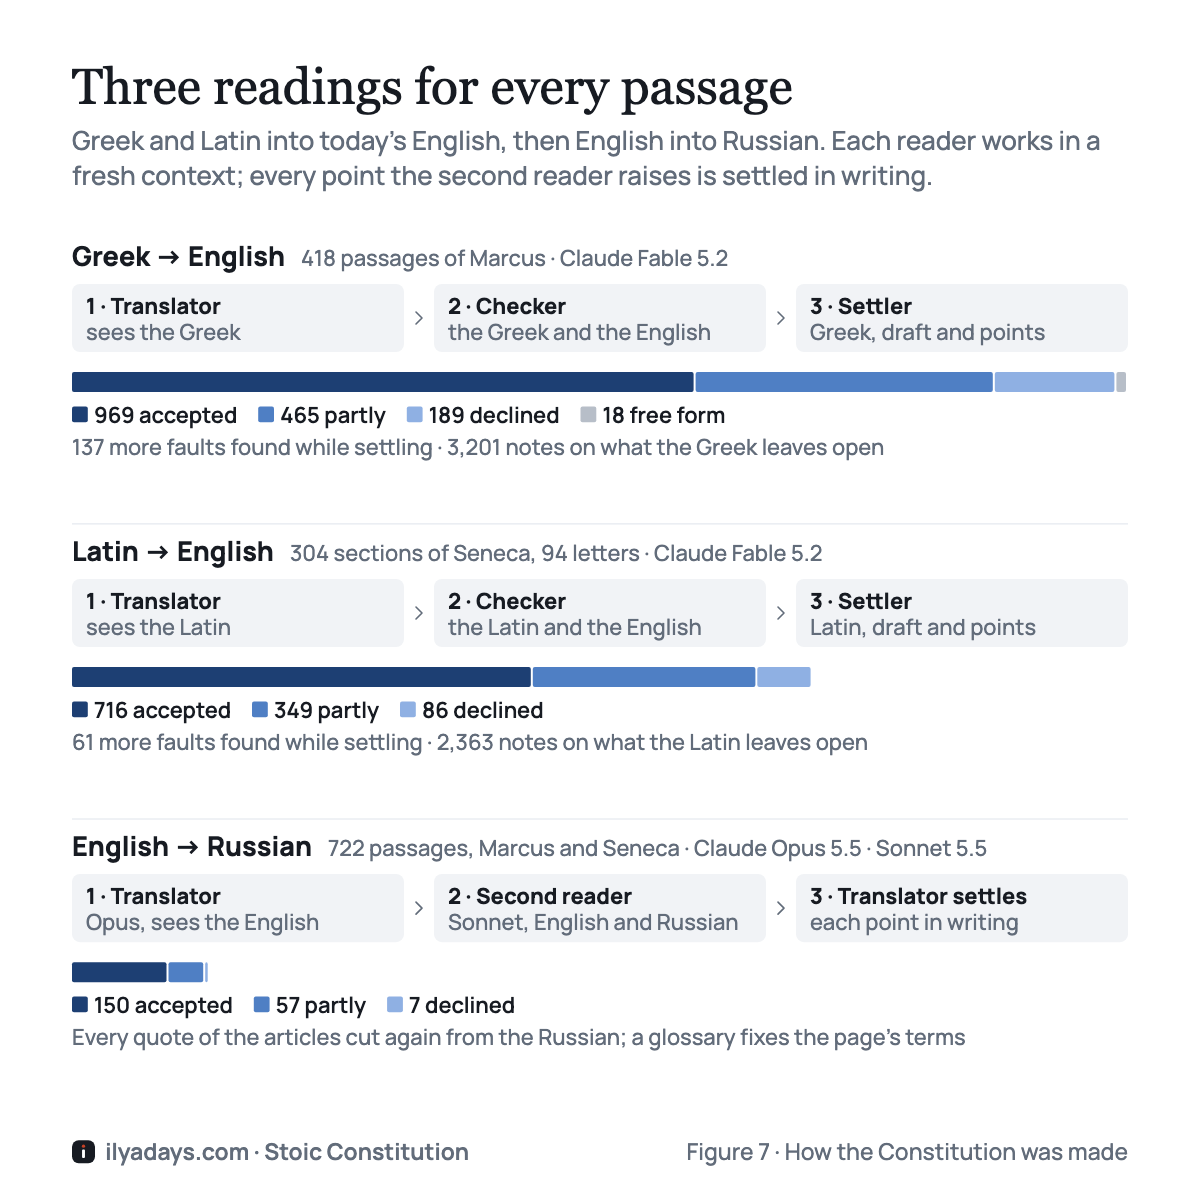 Three readings for every passage
Greek and Latin into today's English, then English into Russian. Each reader works in a
fresh context; every point the second reader raises is settled in writing.
Greek → English 418 passages of Marcus · Claude Fable 5.2
1 · Translator
sees the Greek
›
2 · Checker
the Greek and the English
›
3 · Settler
Greek, draft and points
969 accepted 465 partly 189 declined 18 free form
137 more faults found while settling · 3,201 notes on what the Greek leaves open
Latin → English 304 sections of Seneca, 94 letters · Claude Fable 5.2
1 · Translator
sees the Latin
›
2 · Checker
the Latin and the English
›
3 · Settler
Latin, draft and points
716 accepted 349 partly 86 declined
61 more faults found while settling · 2,363 notes on what the Latin leaves open
English → Russian 722 passages, Marcus and Seneca · Claude Opus 5.5 · Sonnet 5.5
1 · Translator
Opus, sees the English
›
2 · Second reader
Sonnet, English and Russian
›
3 · Translator settles
each point in writing
150 accepted 57 partly 7 declined
Every quote of the articles cut again from the Russian; a glossary fixes the page's terms
i ilyadays.com · Stoic Constitution
Figure 7 · How the Constitution was made